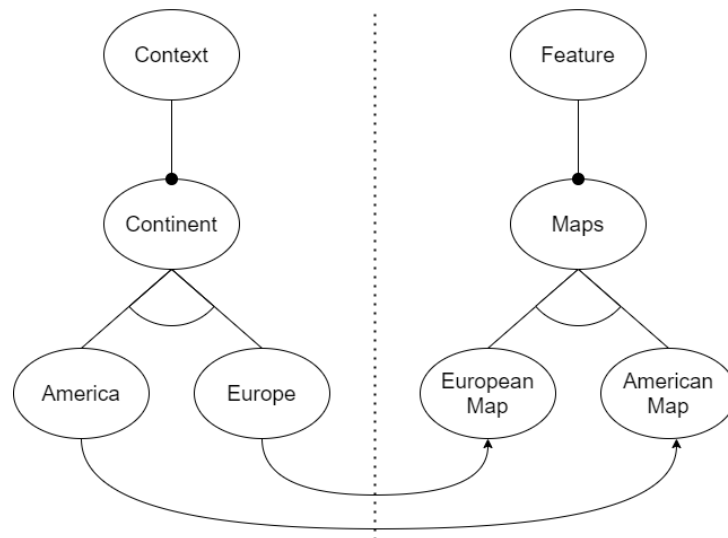 Context
Feature
Continent
Maps
America
Europe
European
Map
American
Map